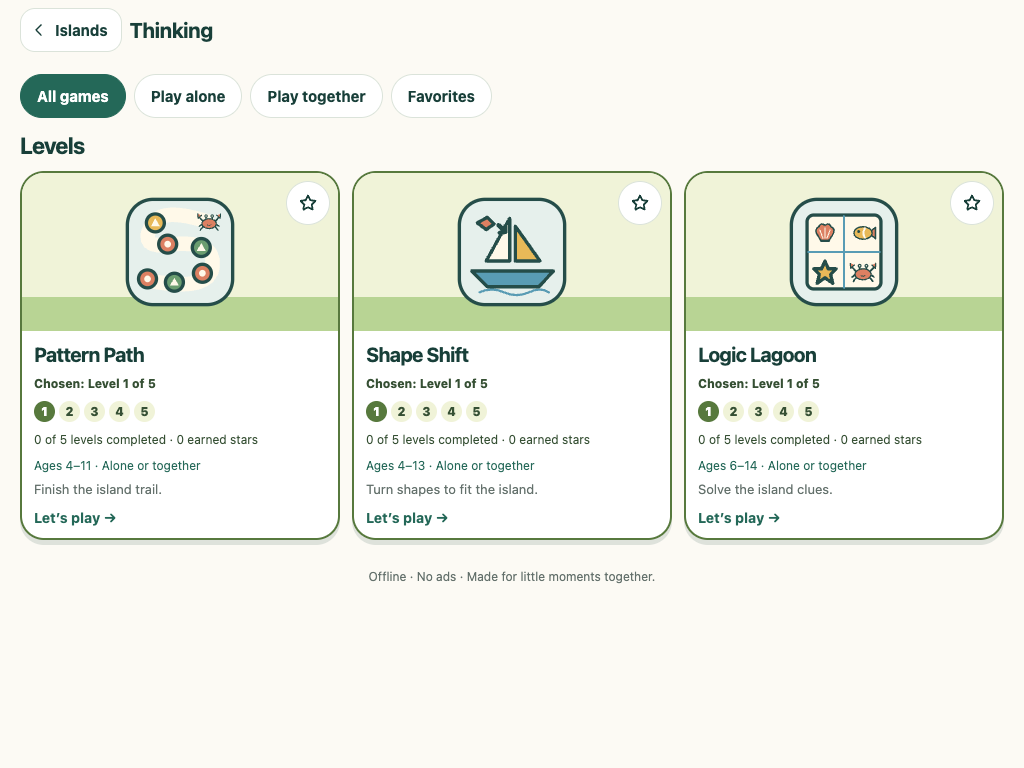 Islands
Thinking
All games
Play alone
Play together
Favorites
Levels
Pattern Path
Chosen: Level 1 of 5
1 2 3 4 5
0 of 5 levels completed · 0 earned stars
Ages 4–11 · Alone or together
Finish the island trail.
Let’s play →
Shape Shift
Chosen: Level 1 of 5
1 2 3 4 5
0 of 5 levels completed · 0 earned stars
Ages 4–13 · Alone or together
Turn shapes to fit the island.
Let’s play →
Logic Lagoon
Chosen: Level 1 of 5
1 2 3 4 5
0 of 5 levels completed · 0 earned stars
Ages 6–14 · Alone or together
Solve the island clues.
Let’s play →
Offline · No ads · Made for little moments together.